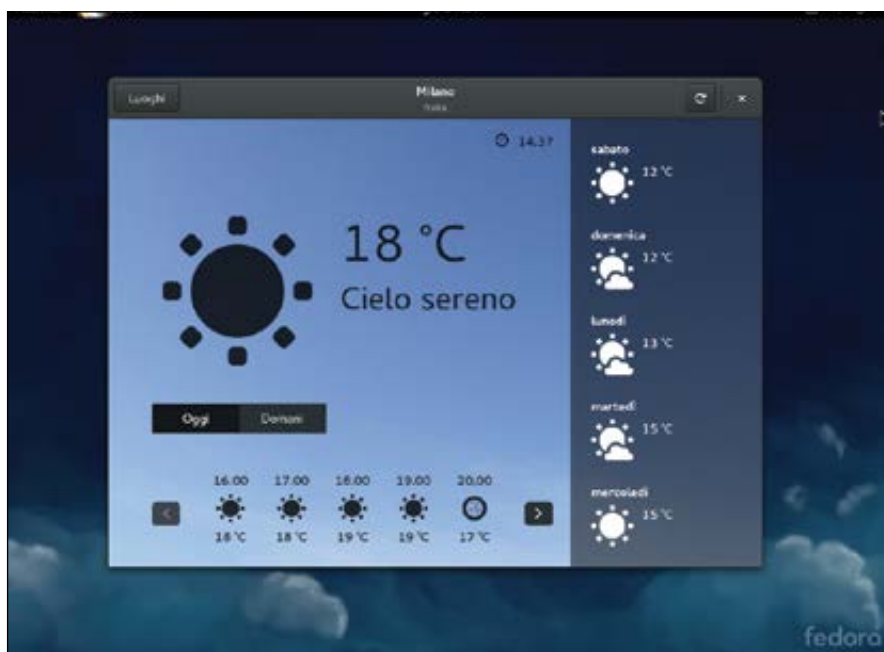 Luoghi
Milano
Italia
14.37
18 °C
Cielo sereno
Oggi Domani
16.00 17.00 18.00 19.00 20.00
18 °C 18 °C 19 °C 19 °C 17 °C
sabato
12 °C
domenica
12 °C
lunedì
13 °C
martedì
15 °C
mercoledì
15 °C
fedora